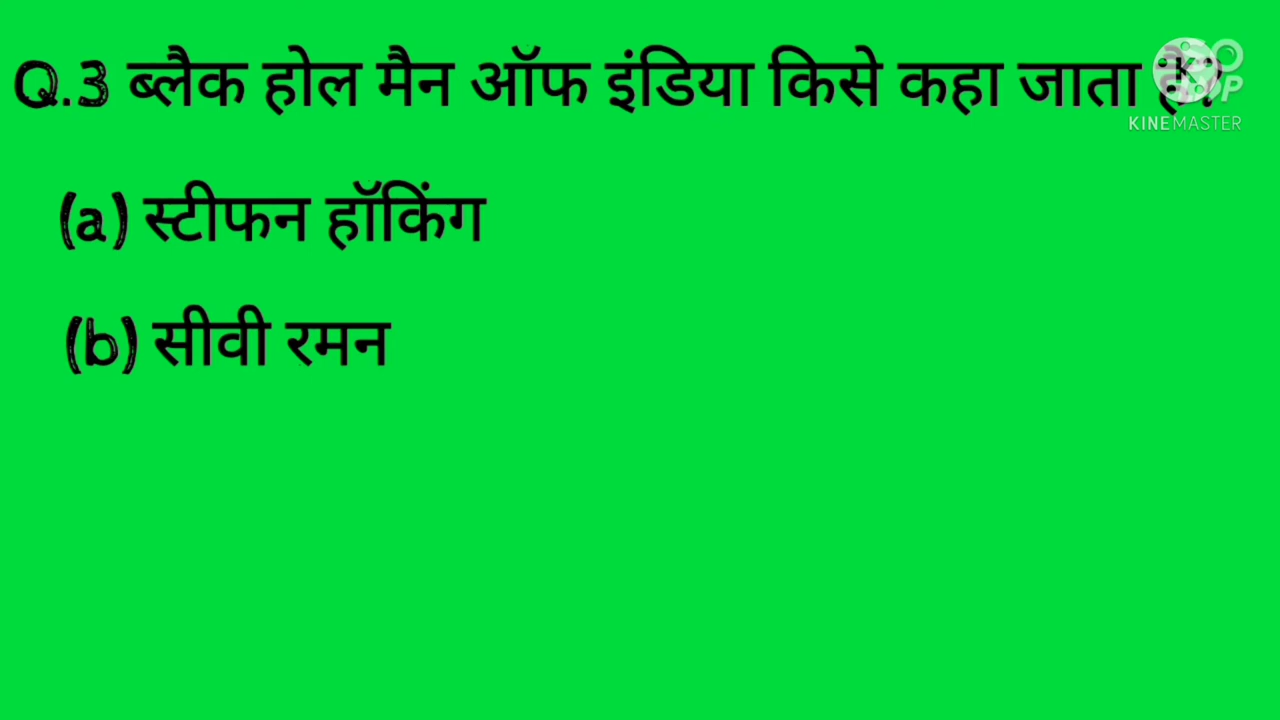 Q.3 ब्लैक होल मैन ऑफ इंडिया किसे कहा जाता है?
KINEMASTER
(a) स्टीफन हॉकिंग
(b) सीवी रमन